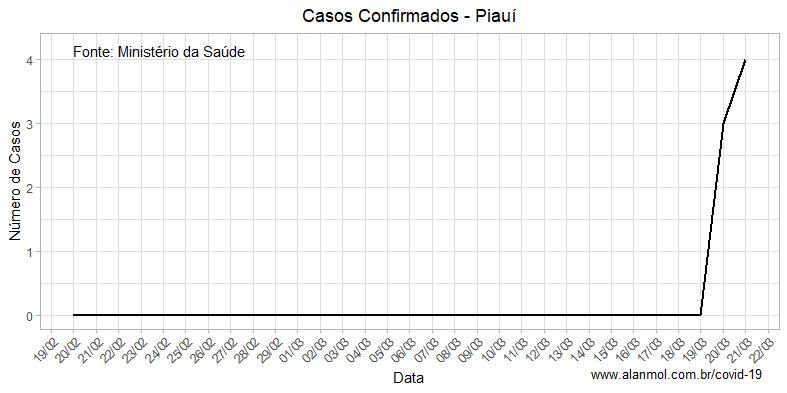 Casos Confirmados - Piauí
Fonte: Ministério da Saúde
Número de Casos
4
3
2
1
0
19/02 20/02 21/02 22/02 23/02 24/02 25/02 26/02 27/02 28/02 29/02 01/03 02/03 03/03 04/03 05/03 06/03 07/03 08/03 09/03 10/03 11/03 12/03 13/03 14/03 15/03 16/03 17/03 18/03 19/03 20/03 21/03 22/03
Data
www.alanmol.com.br/covid-19